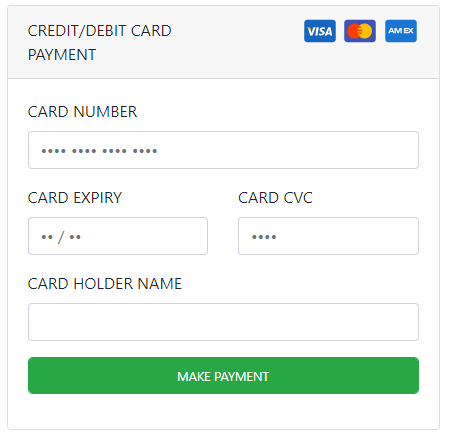 CREDIT/DEBIT CARD
PAYMENT
VISA
AMEX
CARD NUMBER
•••• •••• •••• ••••
CARD EXPIRY
CARD CVC
•• / ••
••••
CARD HOLDER NAME
MAKE PAYMENT